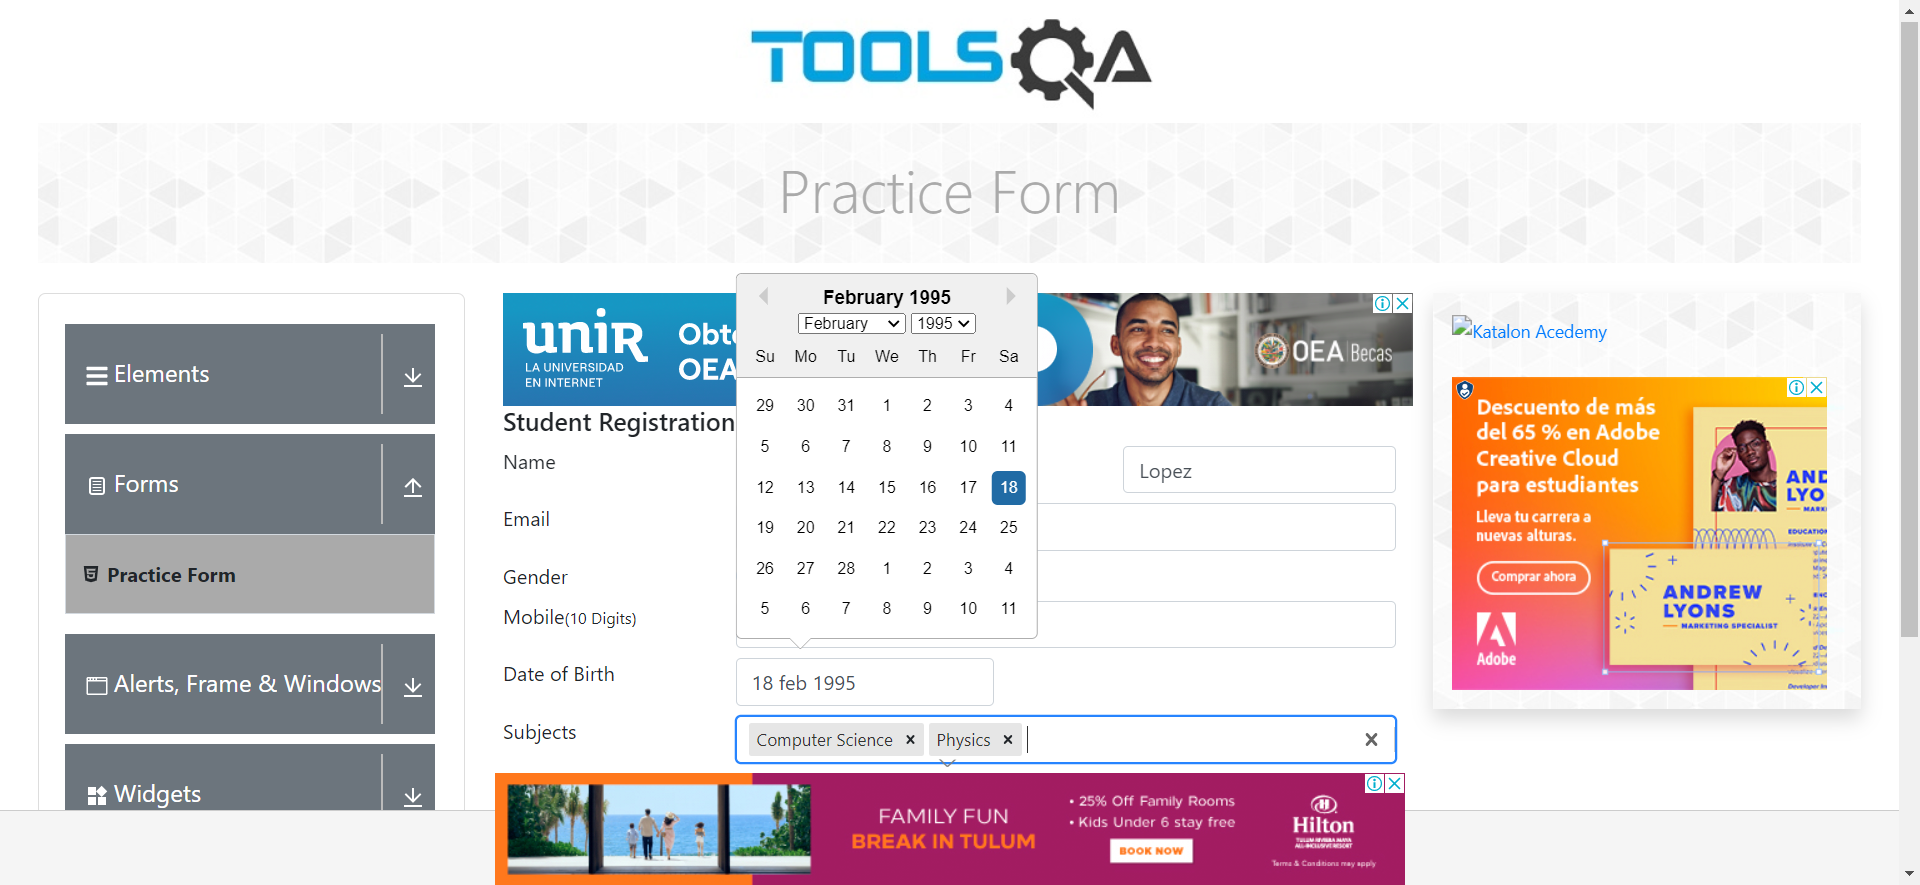 TOOLSQA
Practice Form
Elements
Forms
Practice Form
Alerts, Frame & Windows
Widgets
unir
LA UNIVERSIDAD
EN INTERNET
OEA Becas
February 1995
February 1995
Su Mo Tu We Th Fr Sa
29 30 31 1 2 3 4
5 6 7 8 9 10 11
12 13 14 15 16 17 18
19 20 21 22 23 24 25
26 27 28 1 2 3 4
5 6 7 8 9 10 11
Student Registration
Name
Lopez
Email
Gender
Mobile(10 Digits)
Date of Birth
18 feb 1995
Subjects
Computer Science × Physics ×
FAMILY FUN
BREAK IN TULUM
• 25% Off Family Rooms
• Kids Under 6 stay free
BOOK NOW
Hilton
TULUM RIVIERA MAYA
ALL-INCLUSIVE RESORT
Terms & Conditions may apply
Katalon Acedemy
Descuento de más
del 65 % en Adobe
Creative Cloud
para estudiantes
Lleva tu carrera a
nuevas alturas.
Comprar ahora
Adobe
ANDREW
LYONS
MARKETING SPECIALIST